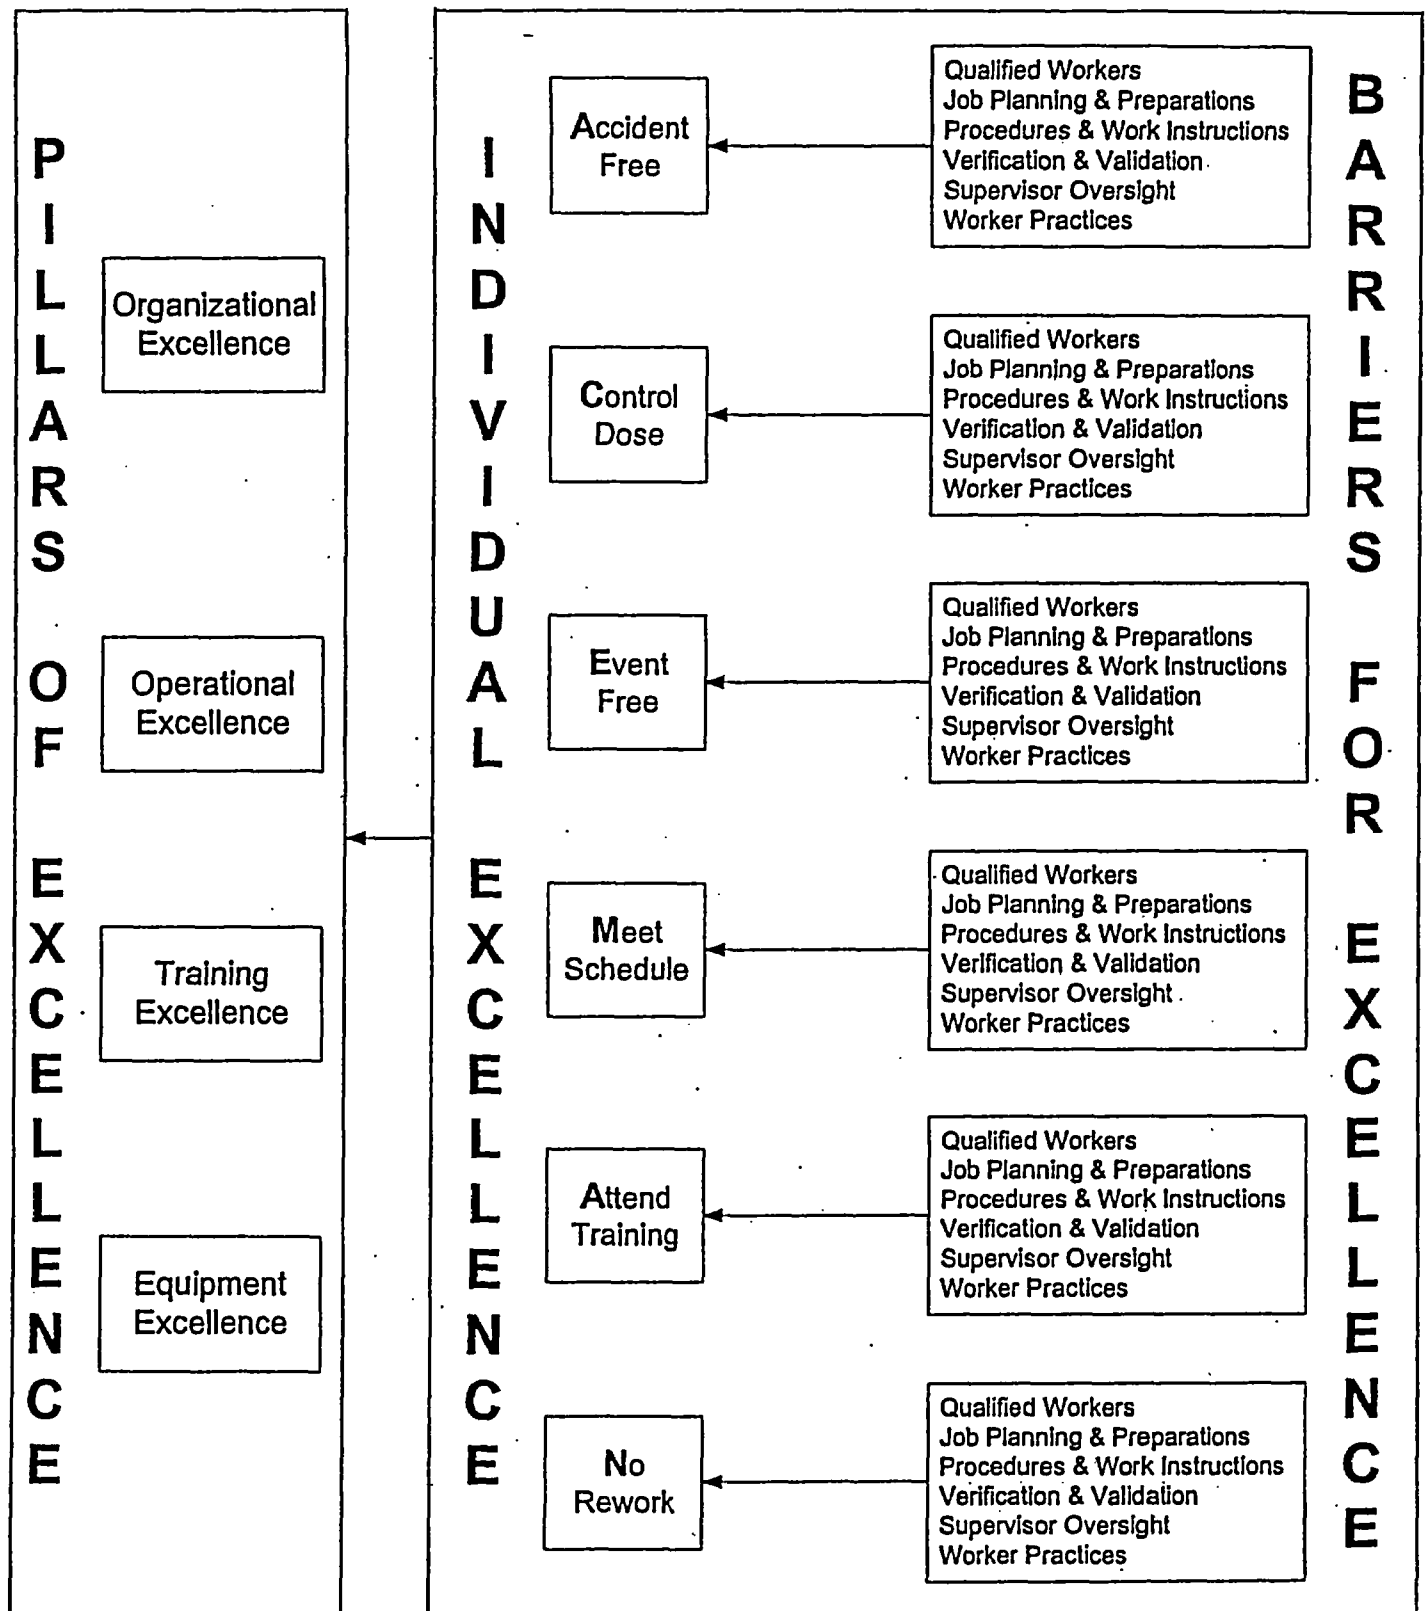 PILLARS OF EXCELLENCE
Organizational
Excellence
Operational
Excellence
Training
Excellence
Equipment
Excellence
INDIVIDUAL EXCELLENCE
Accident
Free
Control
Dose
Event
Free
Meet
Schedule
Attend
Training
No
Rework
Qualified Workers
Job Planning & Preparations
Procedures & Work Instructions
Verification & Validation
Supervisor Oversight
Worker Practices
Qualified Workers
Job Planning & Preparations
Procedures & Work Instructions
Verification & Validation
Supervisor Oversight
Worker Practices
Qualified Workers
Job Planning & Preparations
Procedures & Work Instructions
Verification & Validation
Supervisor Oversight
Worker Practices
Qualified Workers
Job Planning & Preparations
Procedures & Work Instructions
Verification & Validation
Supervisor Oversight
Worker Practices
Qualified Workers
Job Planning & Preparations
Procedures & Work Instructions
Verification & Validation
Supervisor Oversight
Worker Practices
Qualified Workers
Job Planning & Preparations
Procedures & Work Instructions
Verification & Validation
Supervisor Oversight
Worker Practices
BARRIERS FOR EXCELLENCE